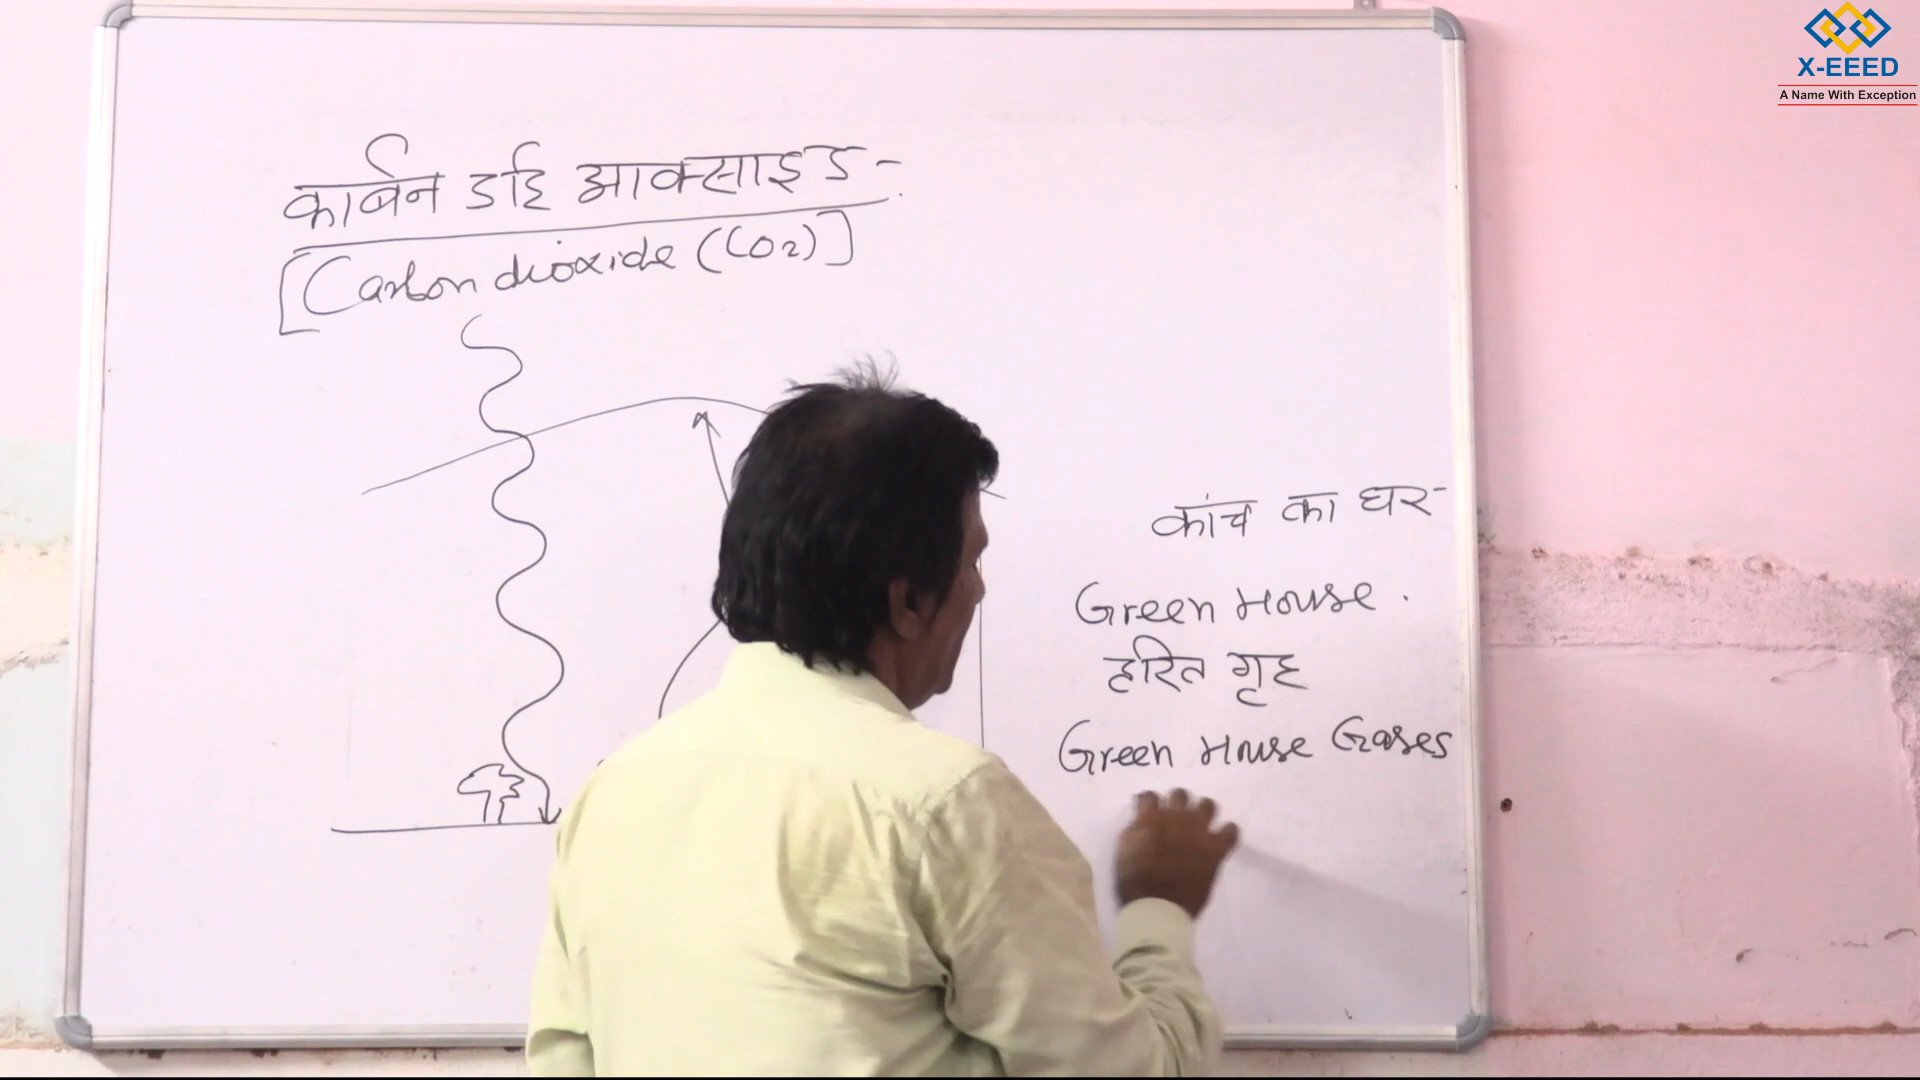 कार्बन डाई आक्साइड-
[Carbon dioxide (CO2)]
कांच का घर-
Green House.
हरित गृह
Green House Gases
X-EEED
A Name With Exception